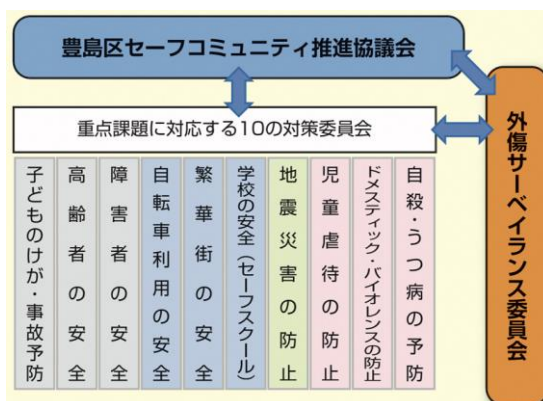 豊島区セーフコミュニティ推進協議会
重点課題に対応する10の対策委員会
子どものけが・事故予防
高齢者の安全
障害者の安全
自転車利用の安全
繁華街の安全
学校の安全(セーフスクール)
地震災害の防止
児童虐待の防止
ドメスティック・バイオレンスの防止
自殺・うつ病の予防
外傷サーベイランス委員会